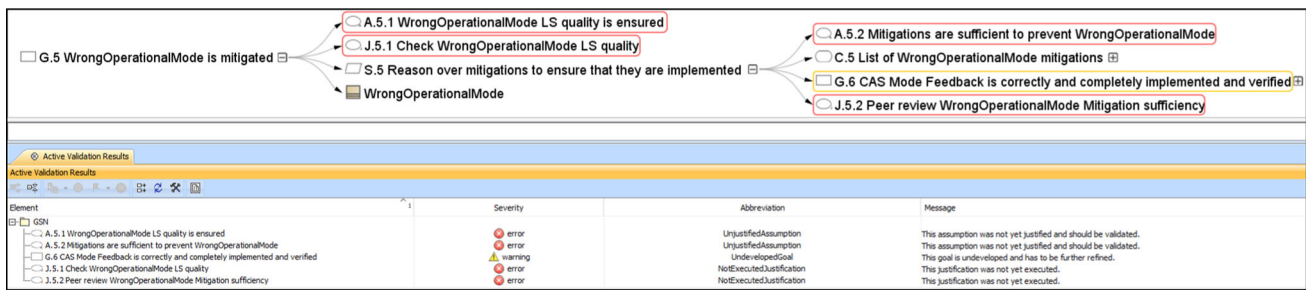 A.5.1 WrongOperationalMode LS quality is ensured
J.5.1 Check WrongOperationalMode LS quality
G.5 WrongOperationalMode is mitigated
S.5 Reason over mitigations to ensure that they are implemented
WrongOperationalMode
A.5.2 Mitigations are sufficient to prevent WrongOperationalMode
C.5 List of WrongOperationalMode mitigations
G.6 CAS Mode Feedback is correctly and completely implemented and verified
J.5.2 Peer review WrongOperationalMode Mitigation sufficiency
Active Validation Results
Active Validation Results
Element 1 Severity Abbreviation Message
GSN
A.5.1 WrongOperationalMode LS quality is ensured error UnjustifiedAssumption This assumption was not yet justified and should be validated.
A.5.2 Mitigations are sufficient to prevent WrongOperationalMode error UnjustifiedAssumption This assumption was not yet justified and should be validated.
G.6 CAS Mode Feedback is correctly and completely implemented and verified warning UndevelopedGoal This goal is undeveloped and has to be further refined.
J.5.1 Check WrongOperationalMode LS quality error NotExecutedJustification This justification was not yet executed.
J.5.2 Peer review WrongOperationalMode Mitigation sufficiency error NotExecutedJustification This justification was not yet executed.